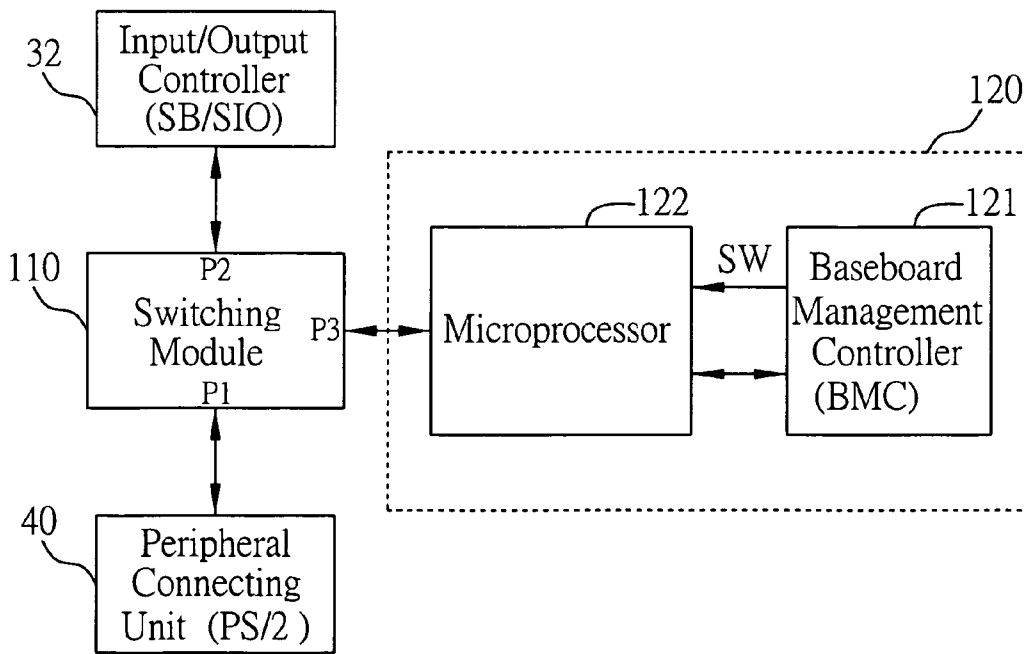 32
Input/Output
Controller
(SB/SIO)
120
110
P2
Switching
Module
P3
P1
122
Microprocessor
SW
121
Baseboard
Management
Controller
(BMC)
40
Peripheral
Connecting
Unit (PS/2 )